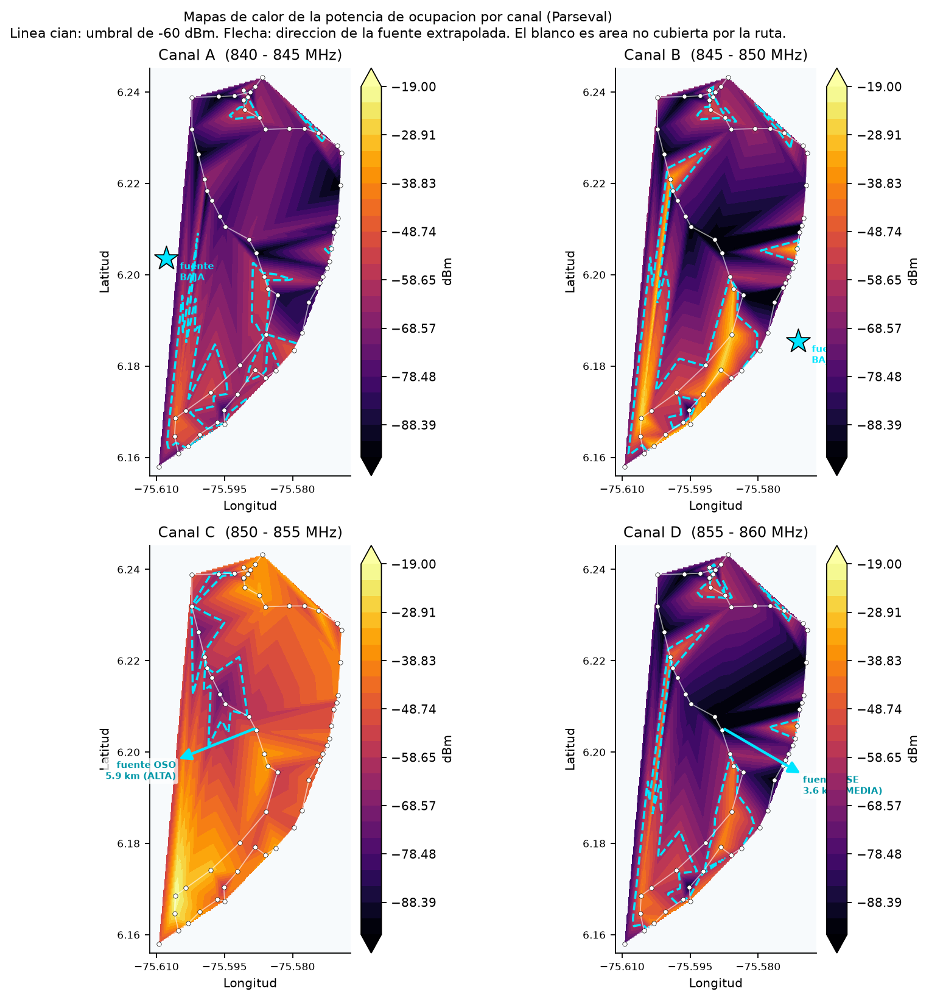 Mapas de calor de la potencia de ocupacion por canal (Parseval)
Linea cian: umbral de -60 dBm. Flecha: direccion de la fuente extrapolada. El blanco es area no cubierta por la ruta.
Canal A  (840 - 845 MHz)
6.24
6.22
6.20
6.18
6.16
Latitud
fuente
BAJA
−75.610
−75.595
−75.580
Longitud
−19.00
−28.91
−38.83
−48.74
−58.65
−68.57
−78.48
−88.39
dBm
Canal B  (845 - 850 MHz)
6.24
6.22
6.20
6.18
6.16
Latitud
−75.610
−75.595
−75.580
Longitud
−19.00
−28.91
−38.83
−48.74
−58.65
−68.57
−78.48
−88.39
dBm
Canal C  (850 - 855 MHz)
6.24
6.22
6.20
6.18
6.16
Latitud
fuente OSO
5.9 km (ALTA)
−75.610
−75.595
−75.580
Longitud
−19.00
−28.91
−38.83
−48.74
−58.65
−68.57
−78.48
−88.39
dBm
Canal D  (855 - 860 MHz)
6.24
6.22
6.20
6.18
6.16
Latitud
3.6
MEDIA)
−75.610
−75.595
−75.580
Longitud
−19.00
−28.91
−38.83
−48.74
−58.65
−68.57
−78.48
−88.39
dBm